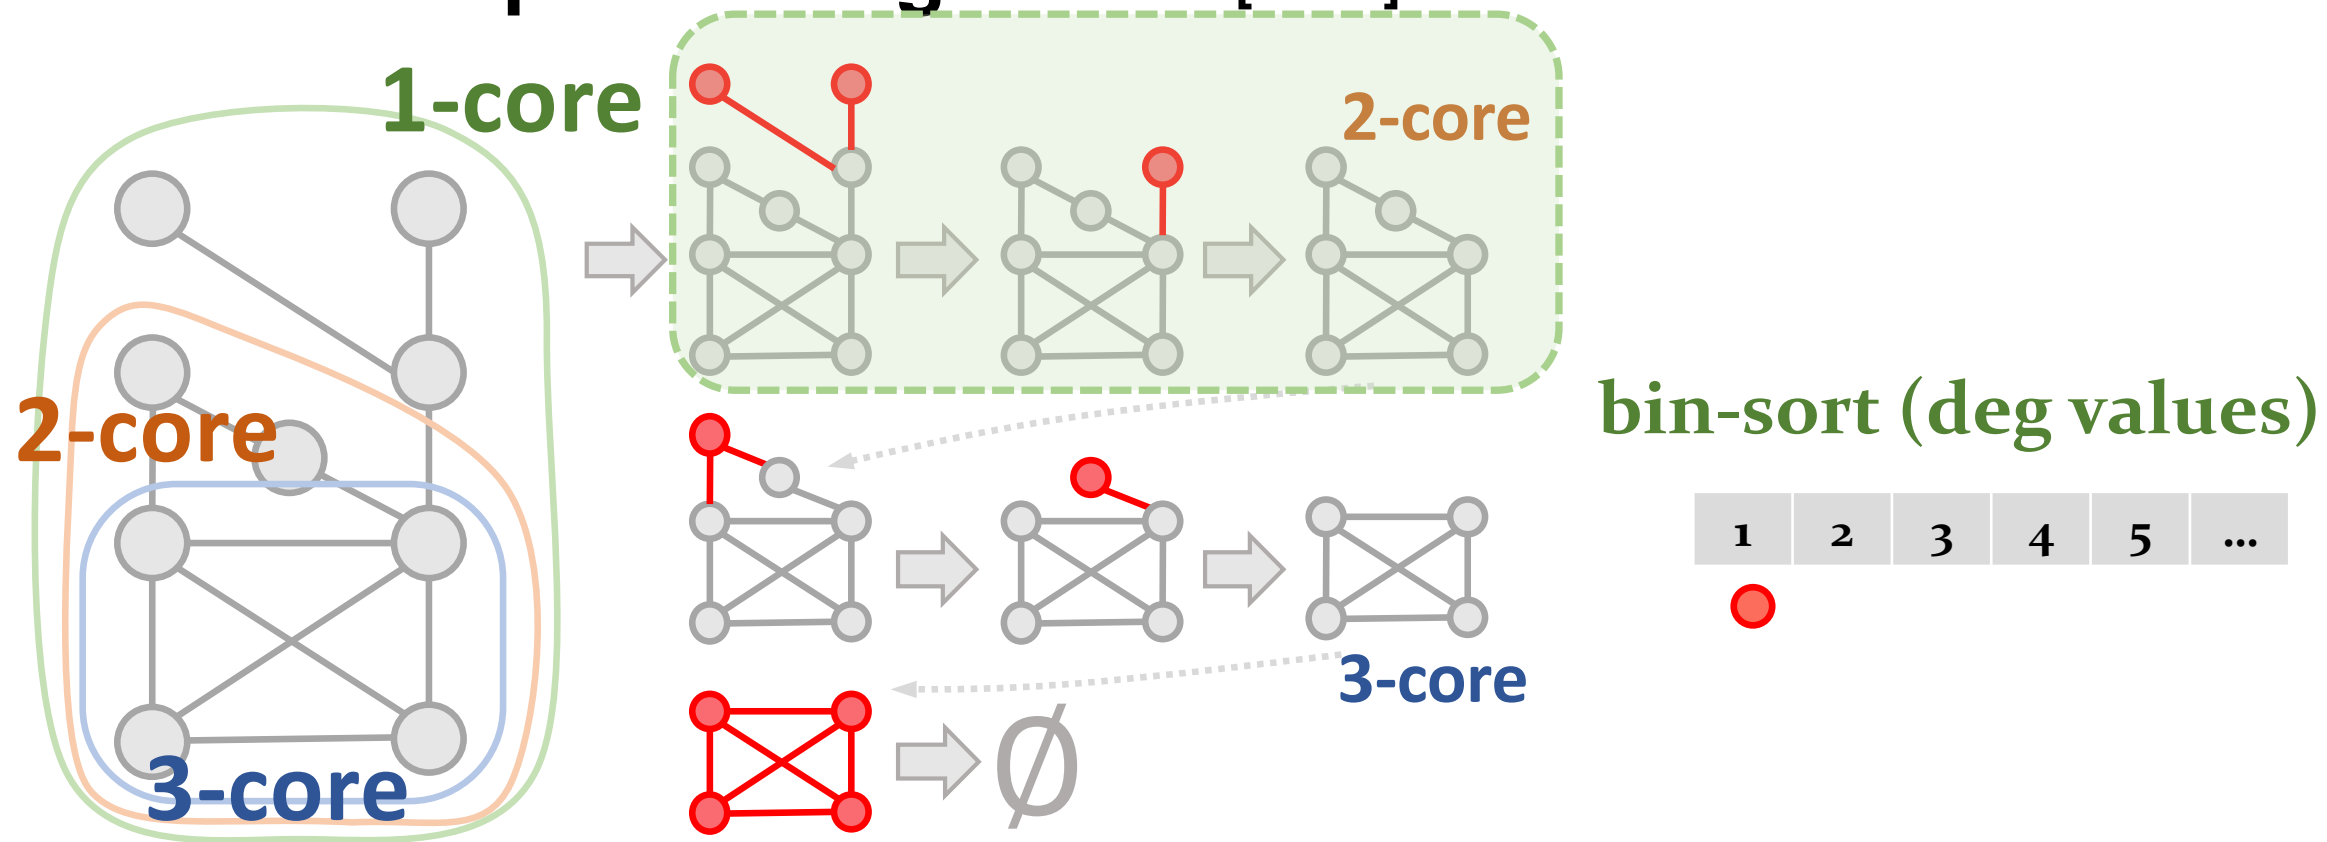 1-core
2-core
2-core
3-core
3-core
Ø
bin-sort (deg values)
1 2 3 4 5 ...